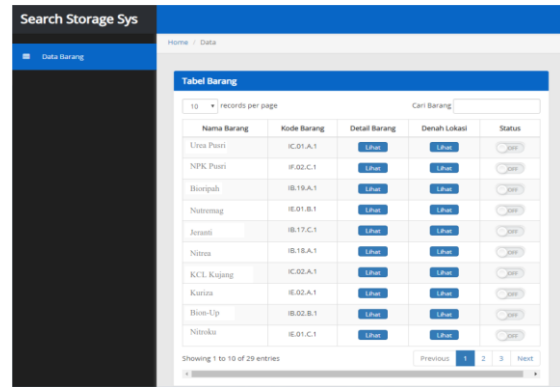 Search Storage Sys
Data Barang
Home / Data
Tabel Barang
10 records per page Cari Barang
Nama Barang Kode Barang Detail Barang Denah Lokasi Status
Urea Pusri IC.01.A.1 Lihat Lihat OFF
NPK Pusri IF.02.C.1 Lihat Lihat OFF
Bioripah IB.19.A.1 Lihat Lihat OFF
Nutremag IE.01.B.1 Lihat Lihat OFF
Jeranti IB.17.C.1 Lihat Lihat OFF
Nitrea IB.18.A.1 Lihat Lihat OFF
KCL Kujang IC.02.A.1 Lihat Lihat OFF
Kuriza IE.02.A.1 Lihat Lihat OFF
Bion-Up IB.02.B.1 Lihat Lihat OFF
Nitroku IE.01.C.1 Lihat Lihat OFF
Showing 1 to 10 of 29 entries Previous 1 2 3 Next